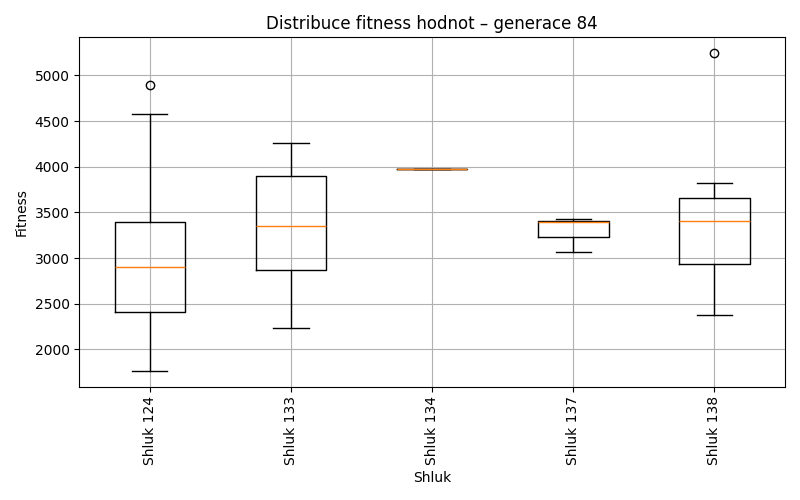 Distribuce fitness hodnot – generace 84
Fitness
5000
4500
4000
3500
3000
2500
2000
Shluk 124
Shluk 133
Shluk 134
Shluk 137
Shluk 138
Shluk